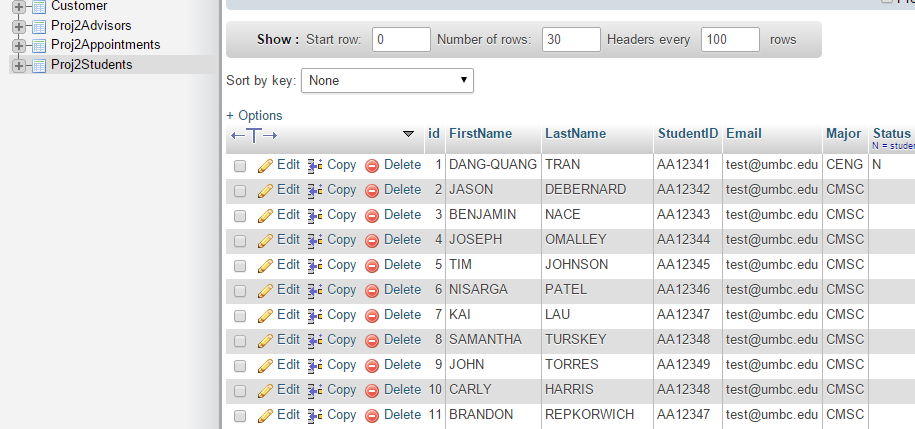 Customer
Proj2Advisors
Proj2Appointments
Proj2Students
Show : Start row: 0 Number of rows: 30 Headers every 100 rows
Sort by key: None
+ Options
id FirstName LastName StudentID Email Major Status
N = studen
Edit Copy Delete 1 DANG-QUANG TRAN AA12341 test@umbc.edu CENG N
Edit Copy Delete 2 JASON DEBERNARD AA12342 test@umbc.edu CMSC
Edit Copy Delete 3 BENJAMIN NACE AA12343 test@umbc.edu CMSC
Edit Copy Delete 4 JOSEPH OMALLEY AA12344 test@umbc.edu CMSC
Edit Copy Delete 5 TIM JOHNSON AA12345 test@umbc.edu CMSC
Edit Copy Delete 6 NISARGA PATEL AA12346 test@umbc.edu CMSC
Edit Copy Delete 7 KAI LAU AA12347 test@umbc.edu CMSC
Edit Copy Delete 8 SAMANTHA TURSKEY AA12348 test@umbc.edu CMSC
Edit Copy Delete 9 JOHN TORRES AA12349 test@umbc.edu CMSC
Edit Copy Delete 10 CARLY HARRIS AA12348 test@umbc.edu CMSC
Edit Copy Delete 11 BRANDON REPKORWICH AA12347 test@umbc.edu CMSC